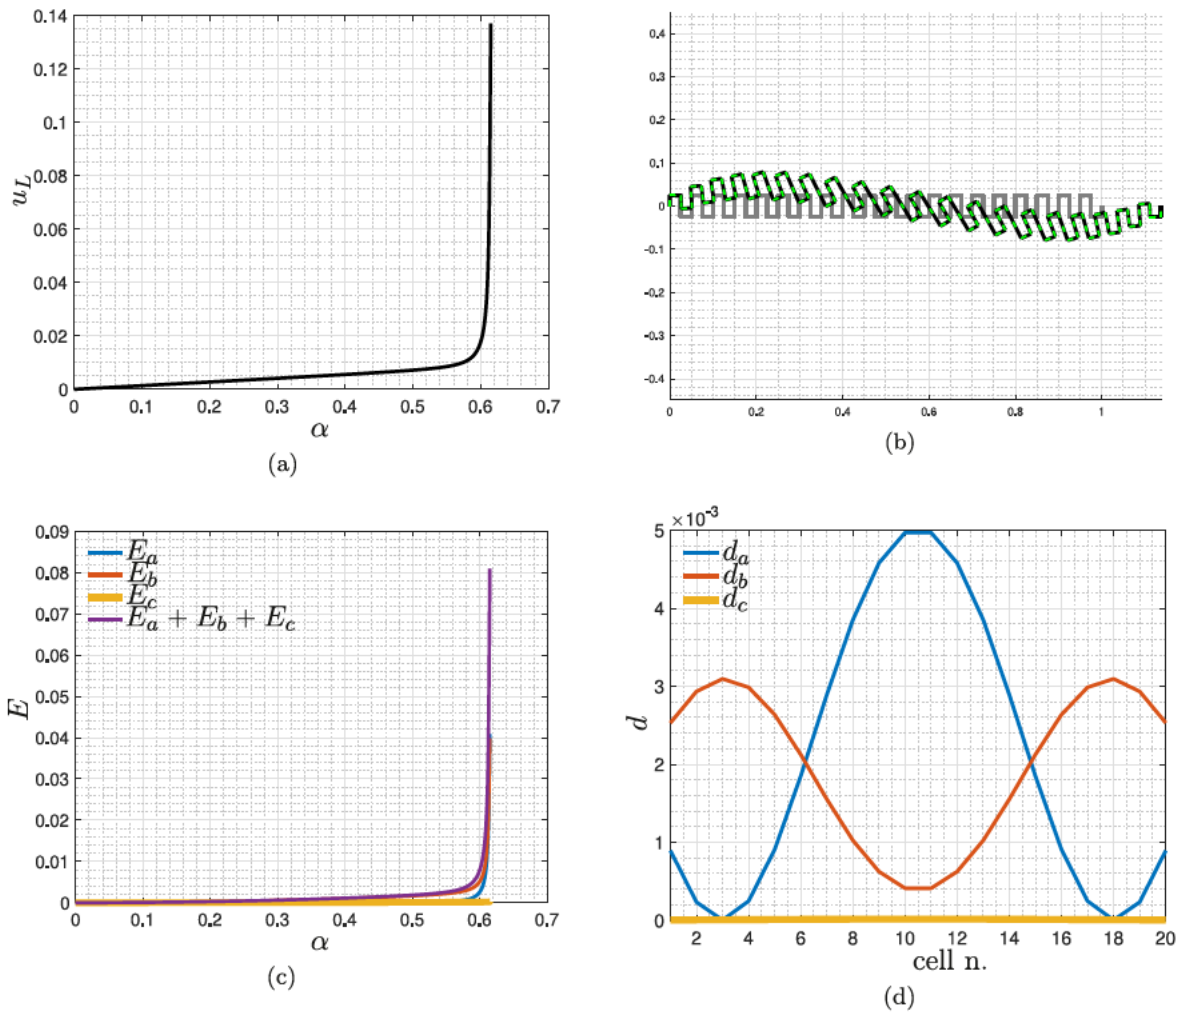 0.14
0.12
0.1
0.08
0.06
0.04
0.02
0
u_L
0 0.1 0.2 0.3 0.4 0.5 0.6 0.7
α
(a)
0.4
0.3
0.2
0.1
0
-0.1
-0.2
-0.3
-0.4
0 0.2 0.4 0.6 0.8 1
(b)
0.09
0.08
0.07
0.06
0.05
0.04
0.03
0.02
0.01
0
E
E_a
E_b
E_c
E_a + E_b + E_c
0 0.1 0.2 0.3 0.4 0.5 0.6 0.7
α
(c)
×10⁻³
5
4
3
2
1
0
d
d_a
d_b
d_c
2 4 6 8 10 12 14 16 18 20
cell n.
(d)